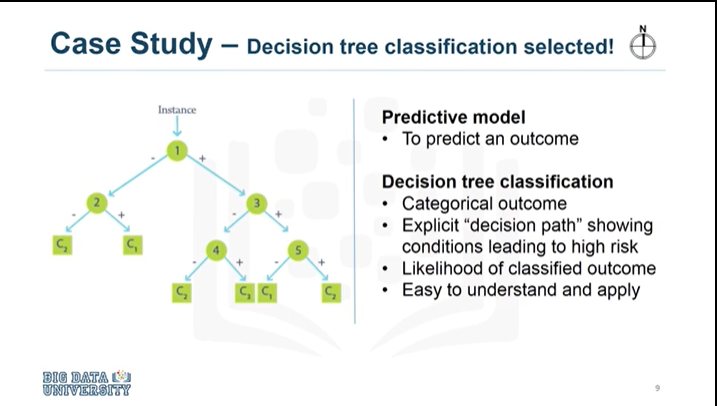 Case Study – Decision tree classification selected!
N
Instance
1
- +
2
3
- +
- +
C₂
C₁
4
5
- +
- +
C₂
C₁
C₂
Predictive model
• To predict an outcome
Decision tree classification
• Categorical outcome
• Explicit “decision path” showing
conditions leading to high risk
• Likelihood of classified outcome
• Easy to understand and apply
BIG DATA
UNIVERSITY
9